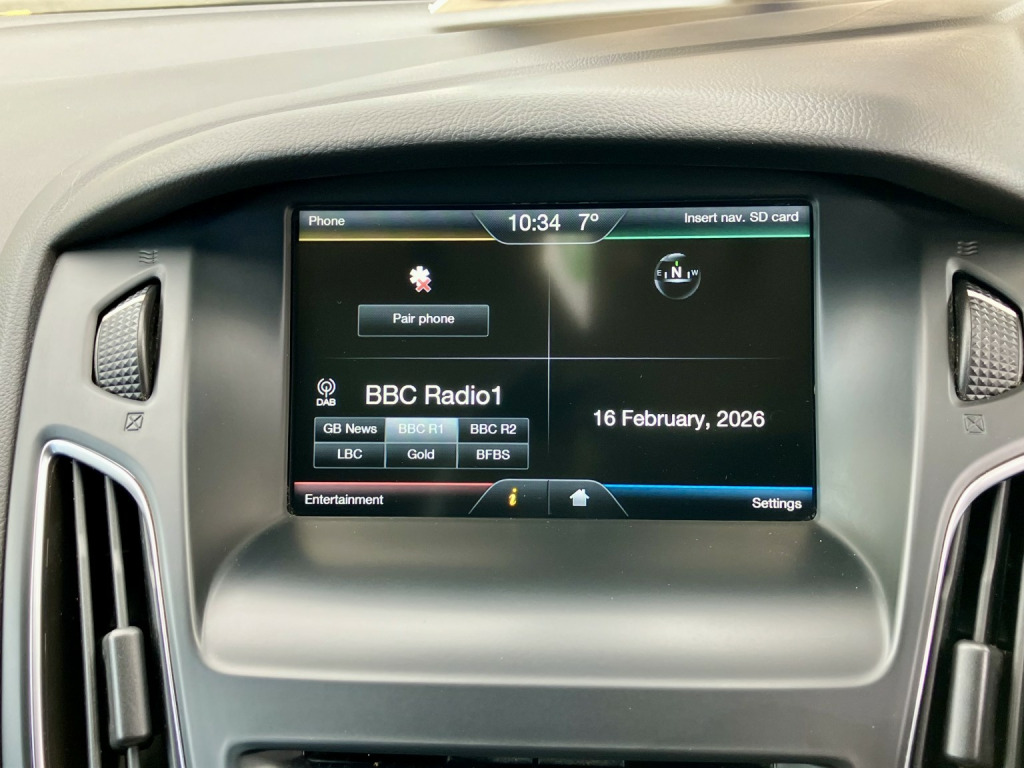 Phone
10:34 7°
Insert nav. SD card
E N W
Pair phone
DAB
BBC Radio1
GB News BBC R1 BBC R2
LBC Gold BFBS
16 February, 2026
Entertainment
i
Settings